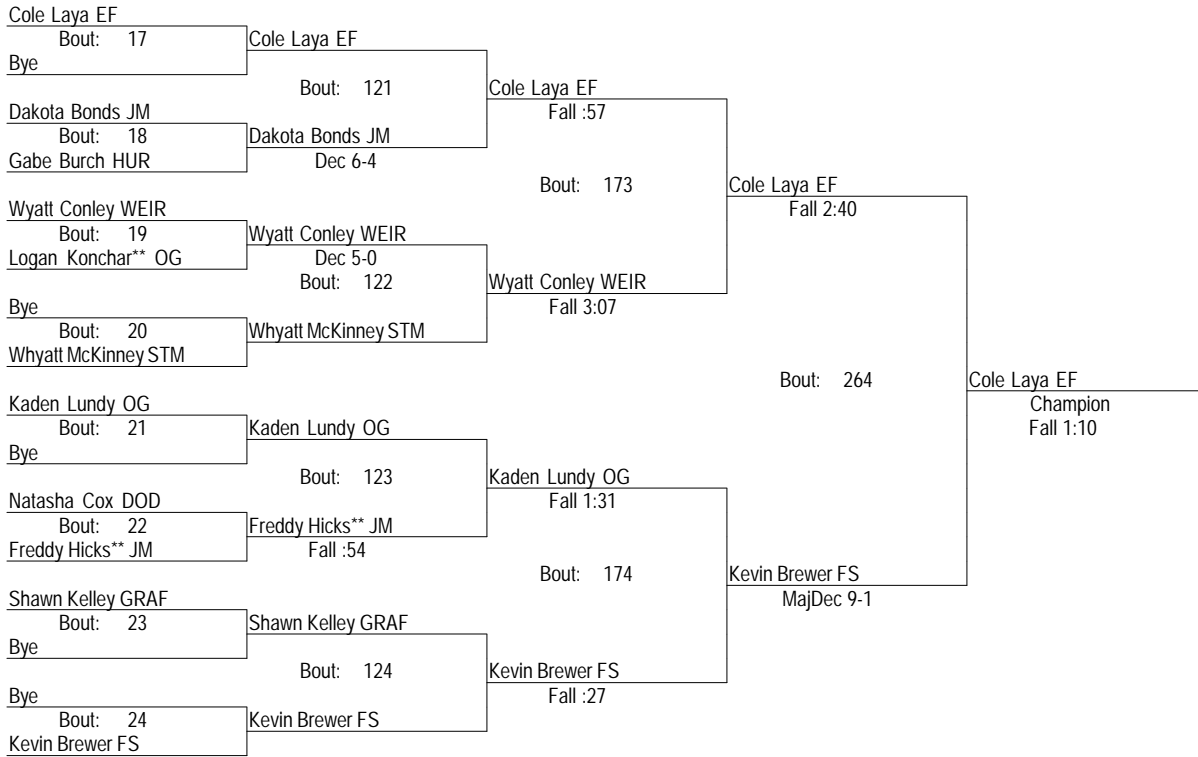 Cole Laya EF
Bout: 17
Bye
Cole Laya EF
Bout: 121
Dakota Bonds JM
Bout: 18
Gabe Burch HUR
Dakota Bonds JM
Dec 6-4
Cole Laya EF
Fall :57
Bout: 173
Wyatt Conley WEIR
Bout: 19
Logan Konchar** OG
Wyatt Conley WEIR
Dec 5-0
Bout: 122
Bye
Bout: 20
Whyatt McKinney STM
Whyatt McKinney STM
Wyatt Conley WEIR
Fall 3:07
Cole Laya EF
Fall 2:40
Bout: 264
Kaden Lundy OG
Bout: 21
Bye
Kaden Lundy OG
Bout: 123
Natasha Cox DOD
Bout: 22
Freddy Hicks** JM
Freddy Hicks** JM
Fall :54
Kaden Lundy OG
Fall 1:31
Bout: 174
Shawn Kelley GRAF
Bout: 23
Bye
Shawn Kelley GRAF
Bout: 124
Bye
Bout: 24
Kevin Brewer FS
Kevin Brewer FS
Kevin Brewer FS
Fall :27
Kevin Brewer FS
MajDec 9-1
Cole Laya EF
Champion
Fall 1:10